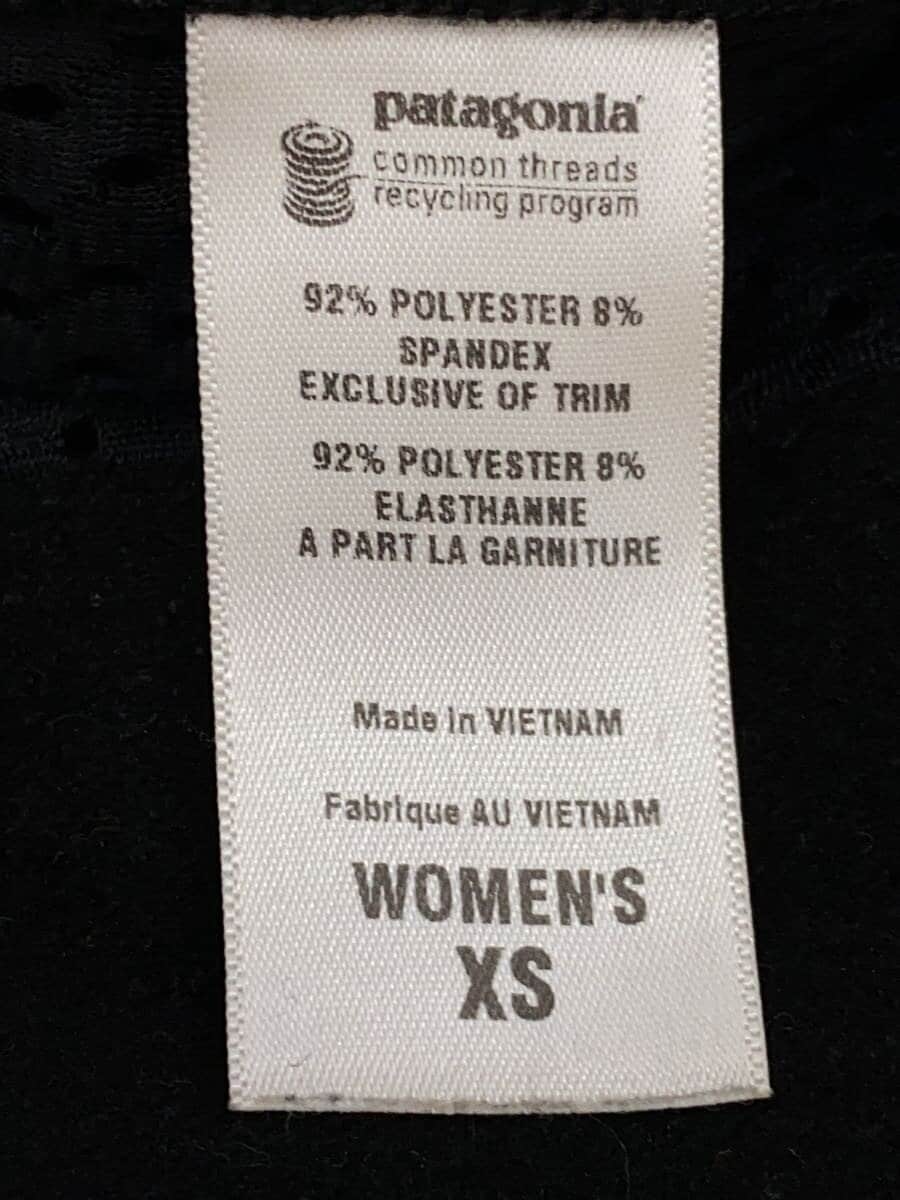 patagonia
common threads
recycling program
92% POLYESTER 8%
SPANDEX
EXCLUSIVE OF TRIM
92% POLYESTER 8%
ELASTHANNE
A PART LA GARNITURE
Made in VIETNAM
Fabrique AU VIETNAM
WOMEN'S
XS